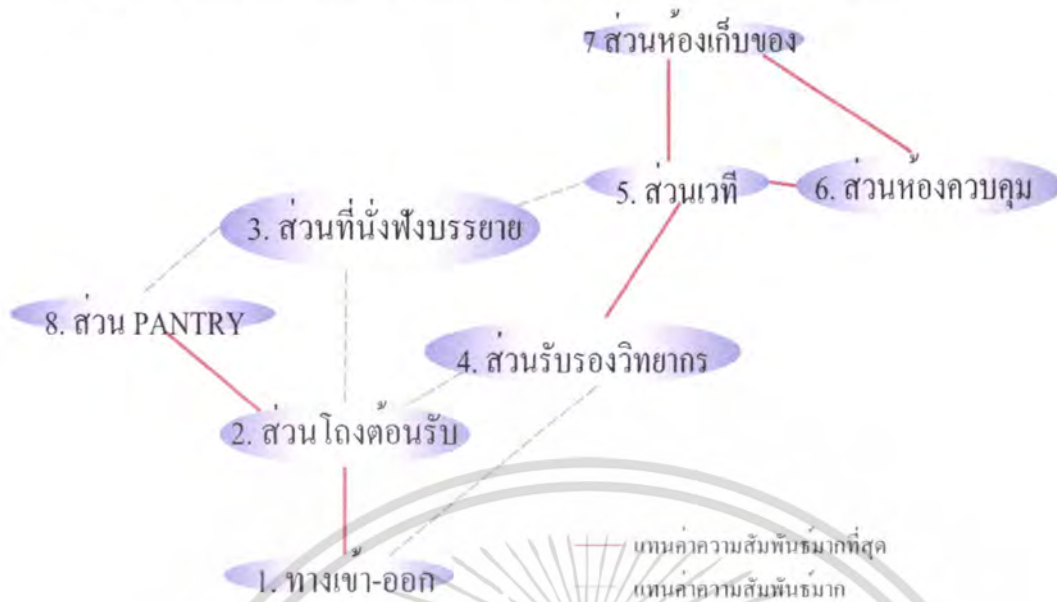 7 ส่วนห้องเก็บของ
5. ส่วนเวที
6. ส่วนห้องควบคุม
3. ส่วนที่นั่งฟังบรรยาย
8. ส่วน PANTRY
4. ส่วนรับรองวิทยากร
2. ส่วนโถงต้อนรับ
1. ทางเข้า-ออก
แทนค่าความสัมพันธ์มากที่สุด
แทนค่าความสัมพันธ์มาก